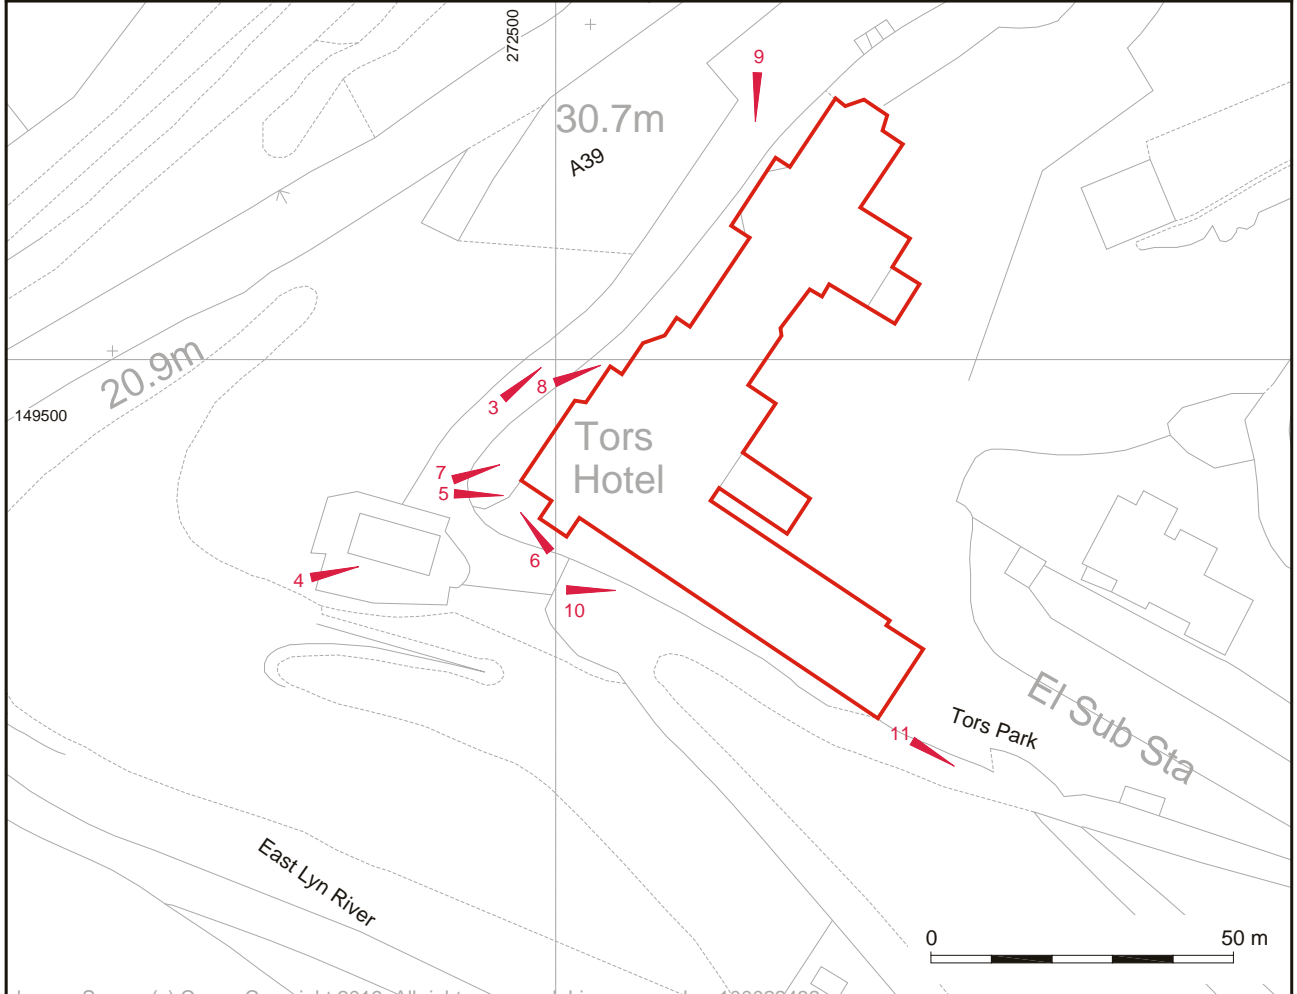 272500
9
30.7m
A39
20.9m
149500
3
8
Tors
Hotel
7
5
6
4
10
11
Tors Park
El Sub Sta
East Lyn River
0 50 m